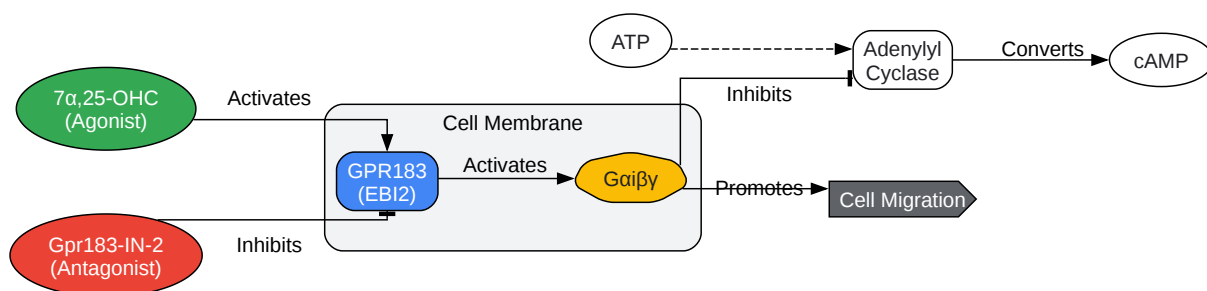 ATP
Adenylyl
Cyclase
Converts
cAMP
Inhibits
7α,25-OHC
(Agonist)
Activates
Cell Membrane
GPR183
(EBI2)
Activates
Gαiβγ
Promotes
Cell Migration
Gpr183-IN-2
(Antagonist)
Inhibits